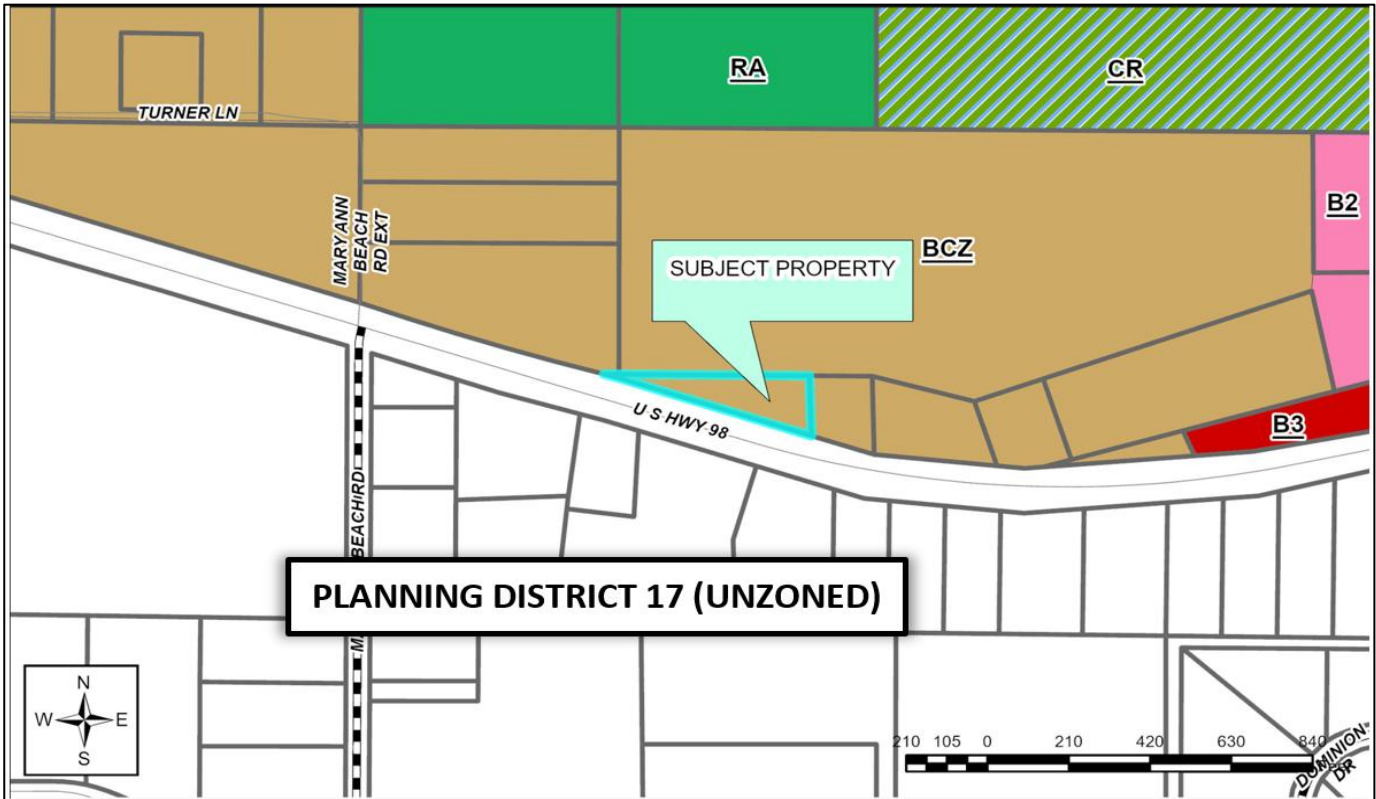 RA
CR
TURNER LN
B2
MARY ANN
BEACH
RD EXT
BCZ
SUBJECT PROPERTY
U S HWY 98
B3
BEACH RD
PLANNING DISTRICT 17 (UNZONED)
N
W E
S
210 105 0 210 420 630 840
DOMINION
DR